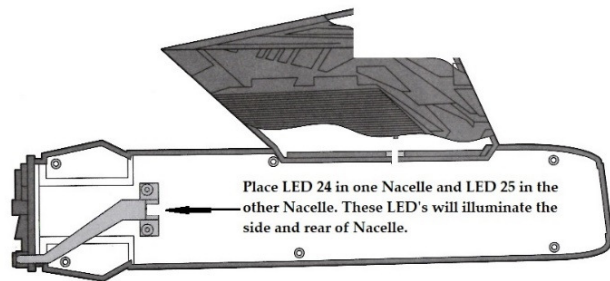 Place LED 24 in one Nacelle and LED 25 in the
other Nacelle. These LED's will illuminate the
side and rear of Nacelle.